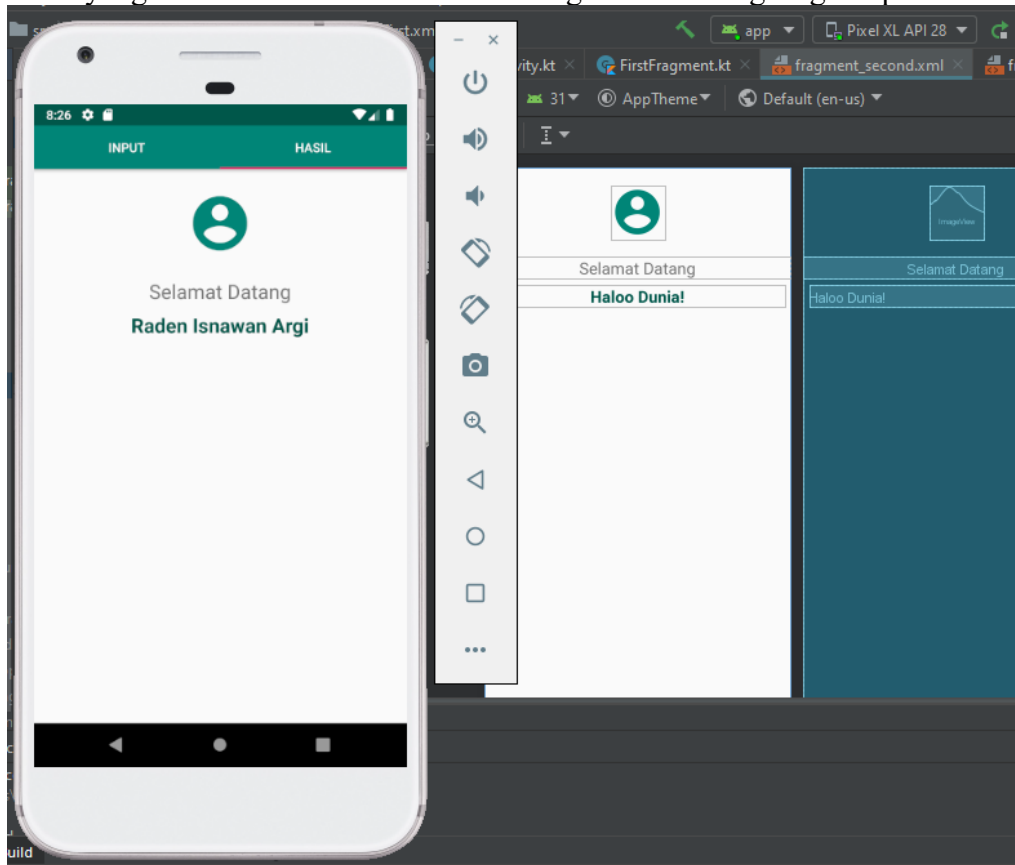 app
Pixel XL API 28
vity.kt
FirstFragment.kt
fragment_second.xml
31
AppTheme
Default (en-us)
8:26
INPUT
HASIL
Selamat Datang
Raden Isnawan Argi
Selamat Datang
Haloo Dunia!
ImageView
Selamat Datang
Haloo Dunia!
uild